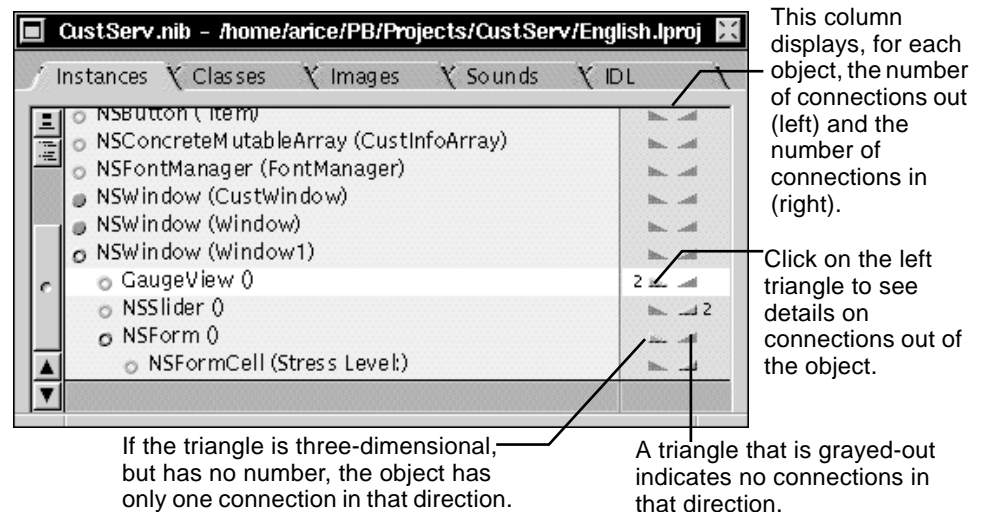 CustServ.nib – /home/arice/PB/Projects/CustServ/English.lproj
Instances Classes Images Sounds IDL
NSButton ( Item)
NSConcreteMutableArray (CustInfoArray)
NSFontManager (FontManager)
NSWindow (CustWindow)
NSWindow (Window)
NSWindow (Window1)
GaugeView () 2
NSSlider () 2
NSForm ()
NSFormCell (Stress Level:)
This column
displays, for each
object, the number
of connections out
(left) and the
number of
connections in
(right).
Click on the left
triangle to see
details on
connections out of
the object.
If the triangle is three-dimensional,
but has no number, the object has
only one connection in that direction.
A triangle that is grayed-out
indicates no connections in
that direction.